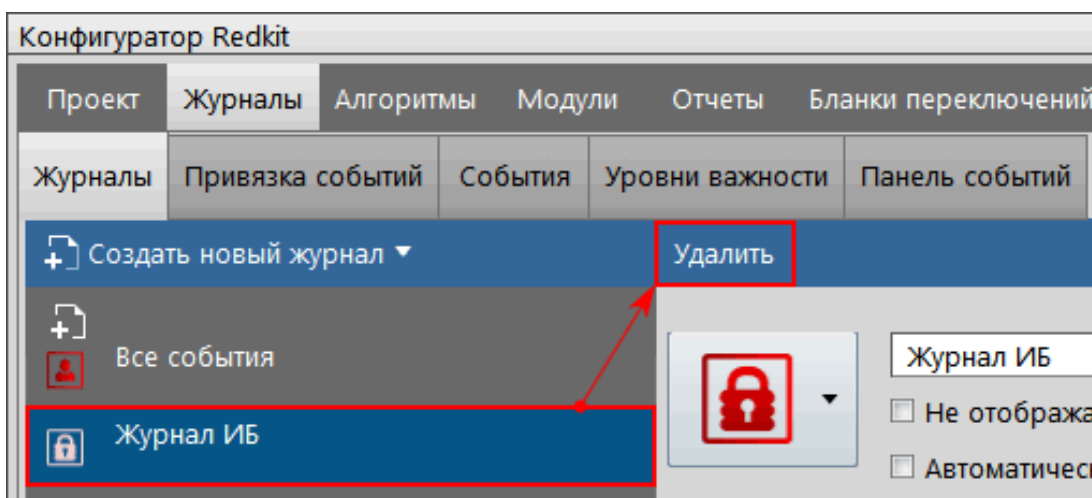 Конфигуратор Redkit
Проект Журналы Алгоритмы Модули Отчеты Бланки переключений
Журналы Привязка событий События Уровни важности Панель событий
Создать новый журнал Удалить
Все события
Журнал ИБ
Журнал ИБ
Не отобража
Автоматичес